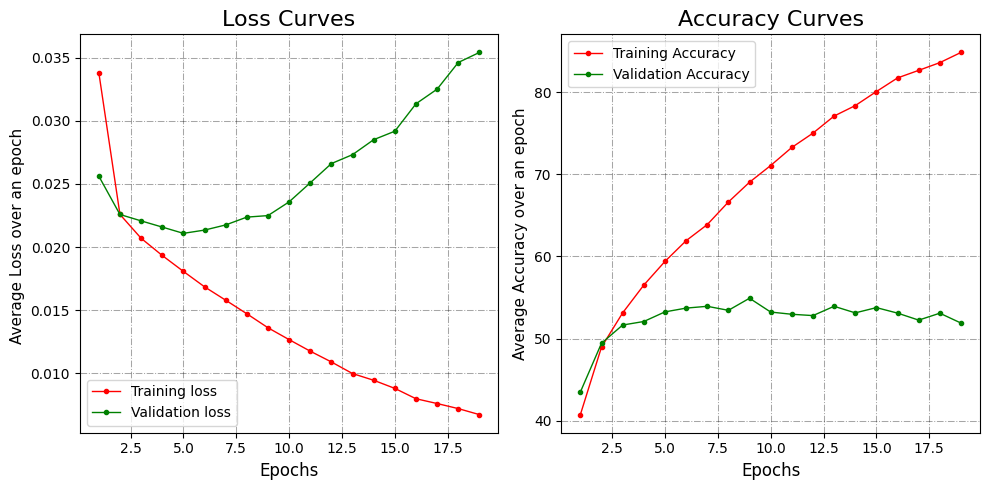 Loss Curves
Average Loss over an epoch
0.035
0.030
0.025
0.020
0.015
0.010
Training loss
Validation loss
2.5 5.0 7.5 10.0 12.5 15.0 17.5
Epochs
Accuracy Curves
Average Accuracy over an epoch
Training Accuracy
Validation Accuracy
80
70
60
50
40
2.5 5.0 7.5 10.0 12.5 15.0 17.5
Epochs